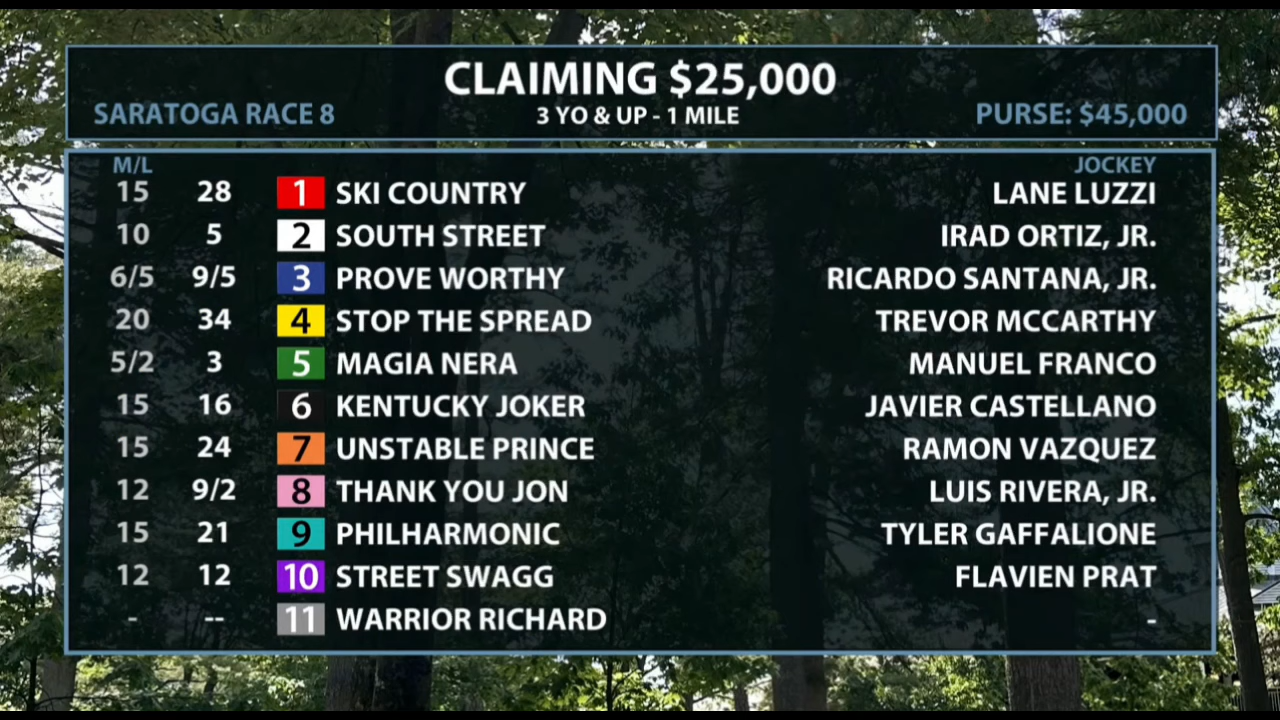 CLAIMING $25,000
SARATOGA RACE 8 3 YO & UP - 1 MILE PURSE: $45,000
M/L JOCKEY
15 28 1 SKI COUNTRY LANE LUZZI
10 5 2 SOUTH STREET IRAD ORTIZ, JR.
6/5 9/5 3 PROVE WORTHY RICARDO SANTANA, JR.
20 34 4 STOP THE SPREAD TREVOR MCCARTHY
5/2 3 5 MAGIA NERA MANUEL FRANCO
15 16 6 KENTUCKY JOKER JAVIER CASTELLANO
15 24 7 UNSTABLE PRINCE RAMON VAZQUEZ
12 9/2 8 THANK YOU JON LUIS RIVERA, JR.
15 21 9 PHILHARMONIC TYLER GAFFALIONE
12 12 10 STREET SWAGG FLAVIEN PRAT
- -- 11 WARRIOR RICHARD -